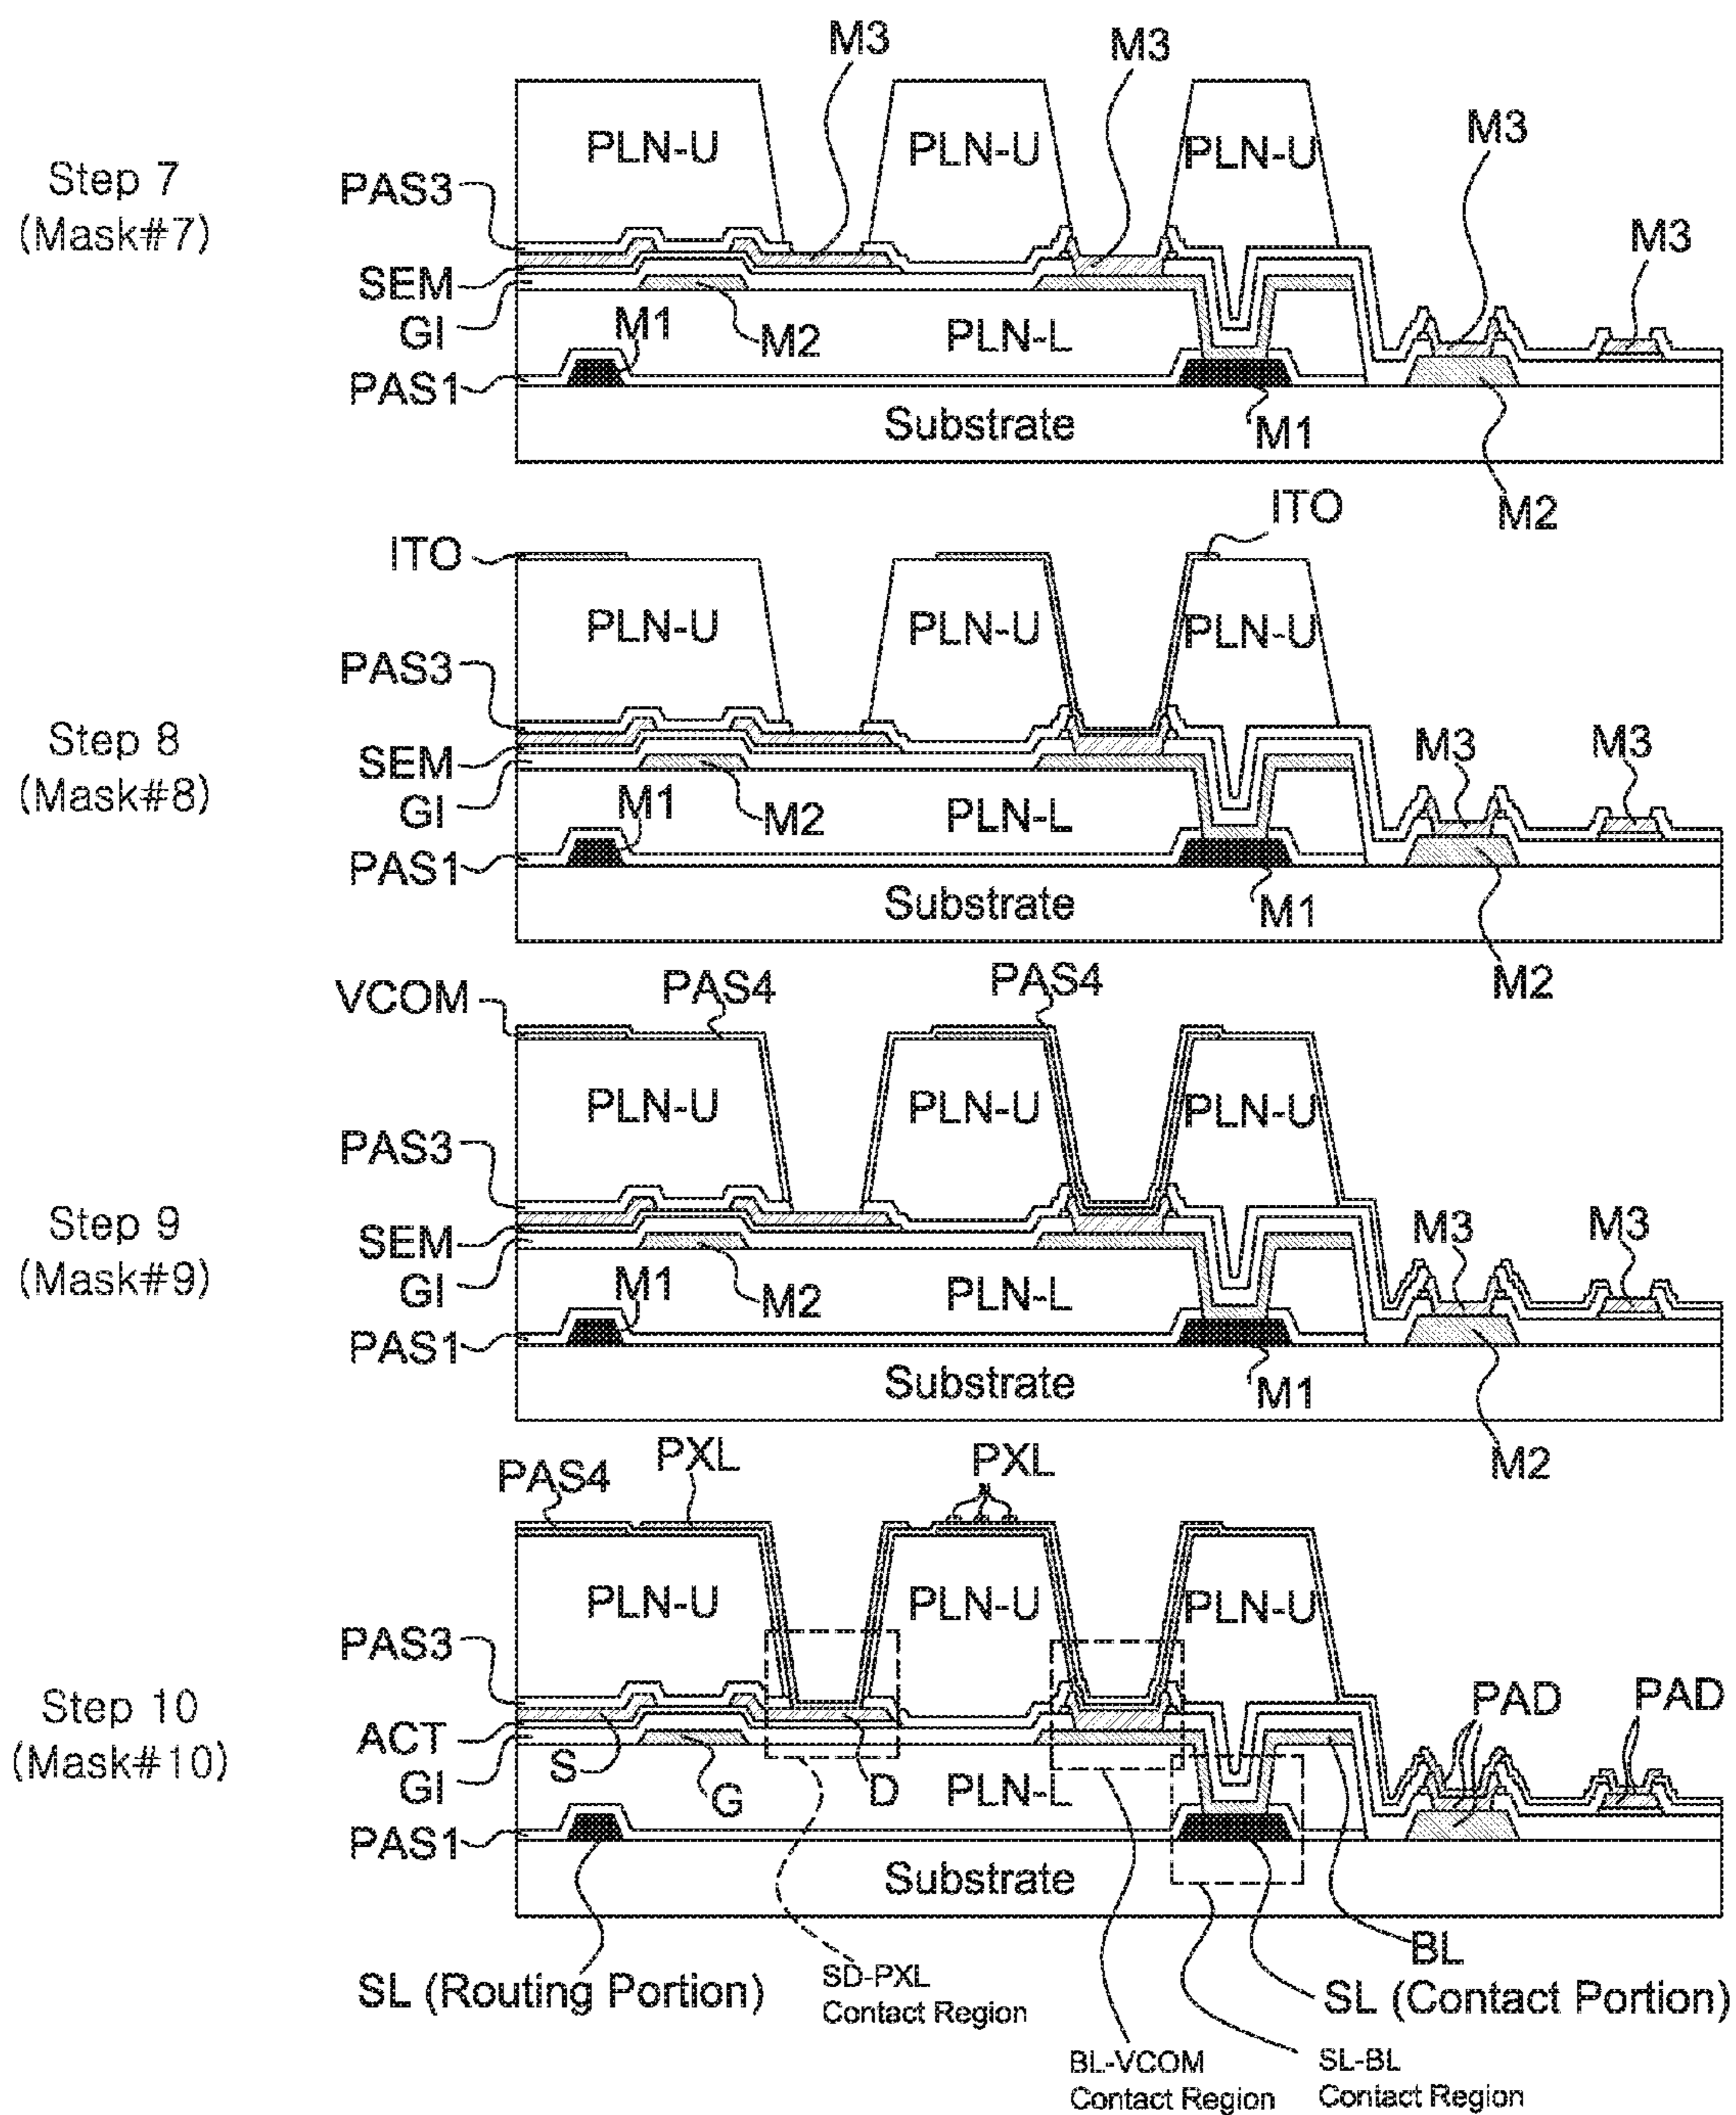 M3
M3
M3
M3
Step 7
(Mask#7)
PLN-U
PLN-U
PLN-U
PAS3
SEM
GI
M1
M2
PLN-L
PAS1
Substrate
M1
M2
ITO
ITO
Step 8
(Mask#8)
PLN-U
PLN-U
PLN-U
PAS3
SEM
GI
M1
M2
PLN-L
M3
M3
PAS1
Substrate
M1
M2
VCOM
PAS4
PAS4
Step 9
(Mask#9)
PLN-U
PLN-U
PLN-U
PAS3
SEM
GI
M1
M2
PLN-L
M3
M3
PAS1
Substrate
M1
M2
PAS4
PXL
PXL
Step 10
(Mask#10)
PLN-U
PLN-U
PLN-U
PAS3
ACT
GI
S
G
D
PLN-L
PAD
PAD
PAS1
Substrate
BL
SL (Routing Portion)
SD-PXL
Contact Region
SL (Contact Portion)
BL-VCOM
Contact Region
SL-BL
Contact Region